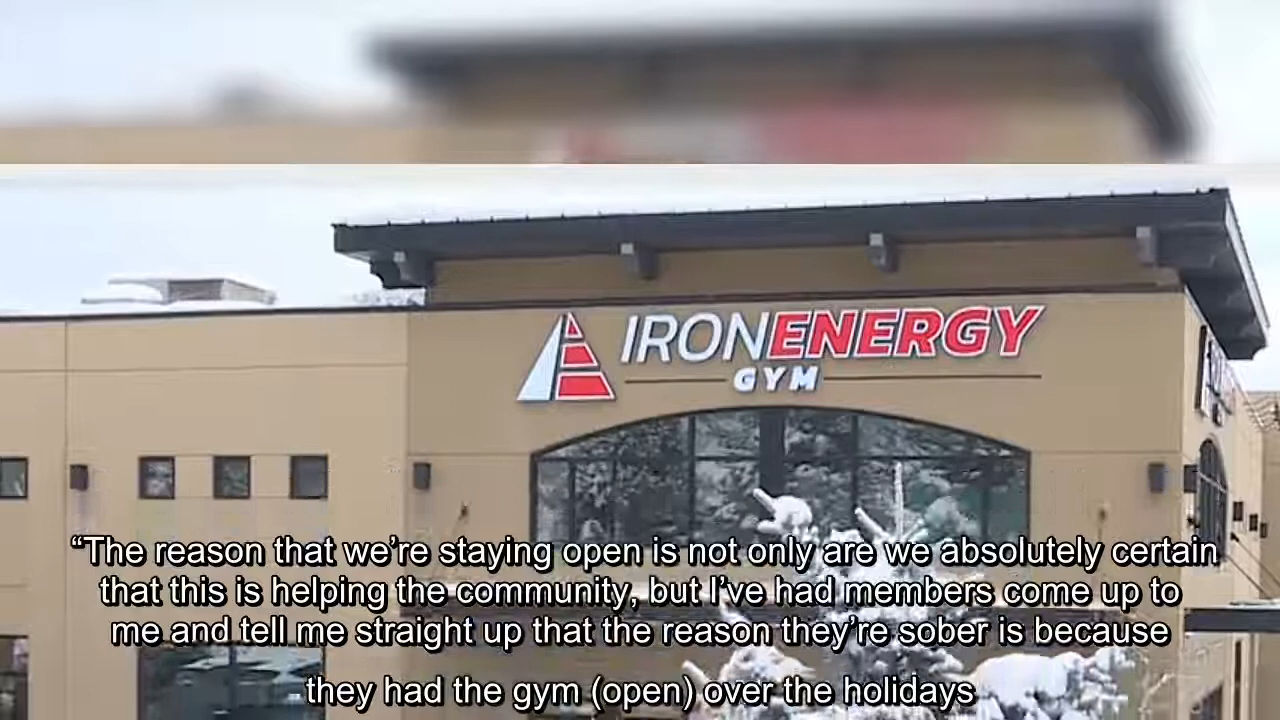 IRONENERGY
GYM
“The reason that we’re staying open is not only are we absolutely certain
that this is helping the community, but I’ve had members come up to
me and tell me straight up that the reason they’re sober is because
they had the gym (open) over the holidays